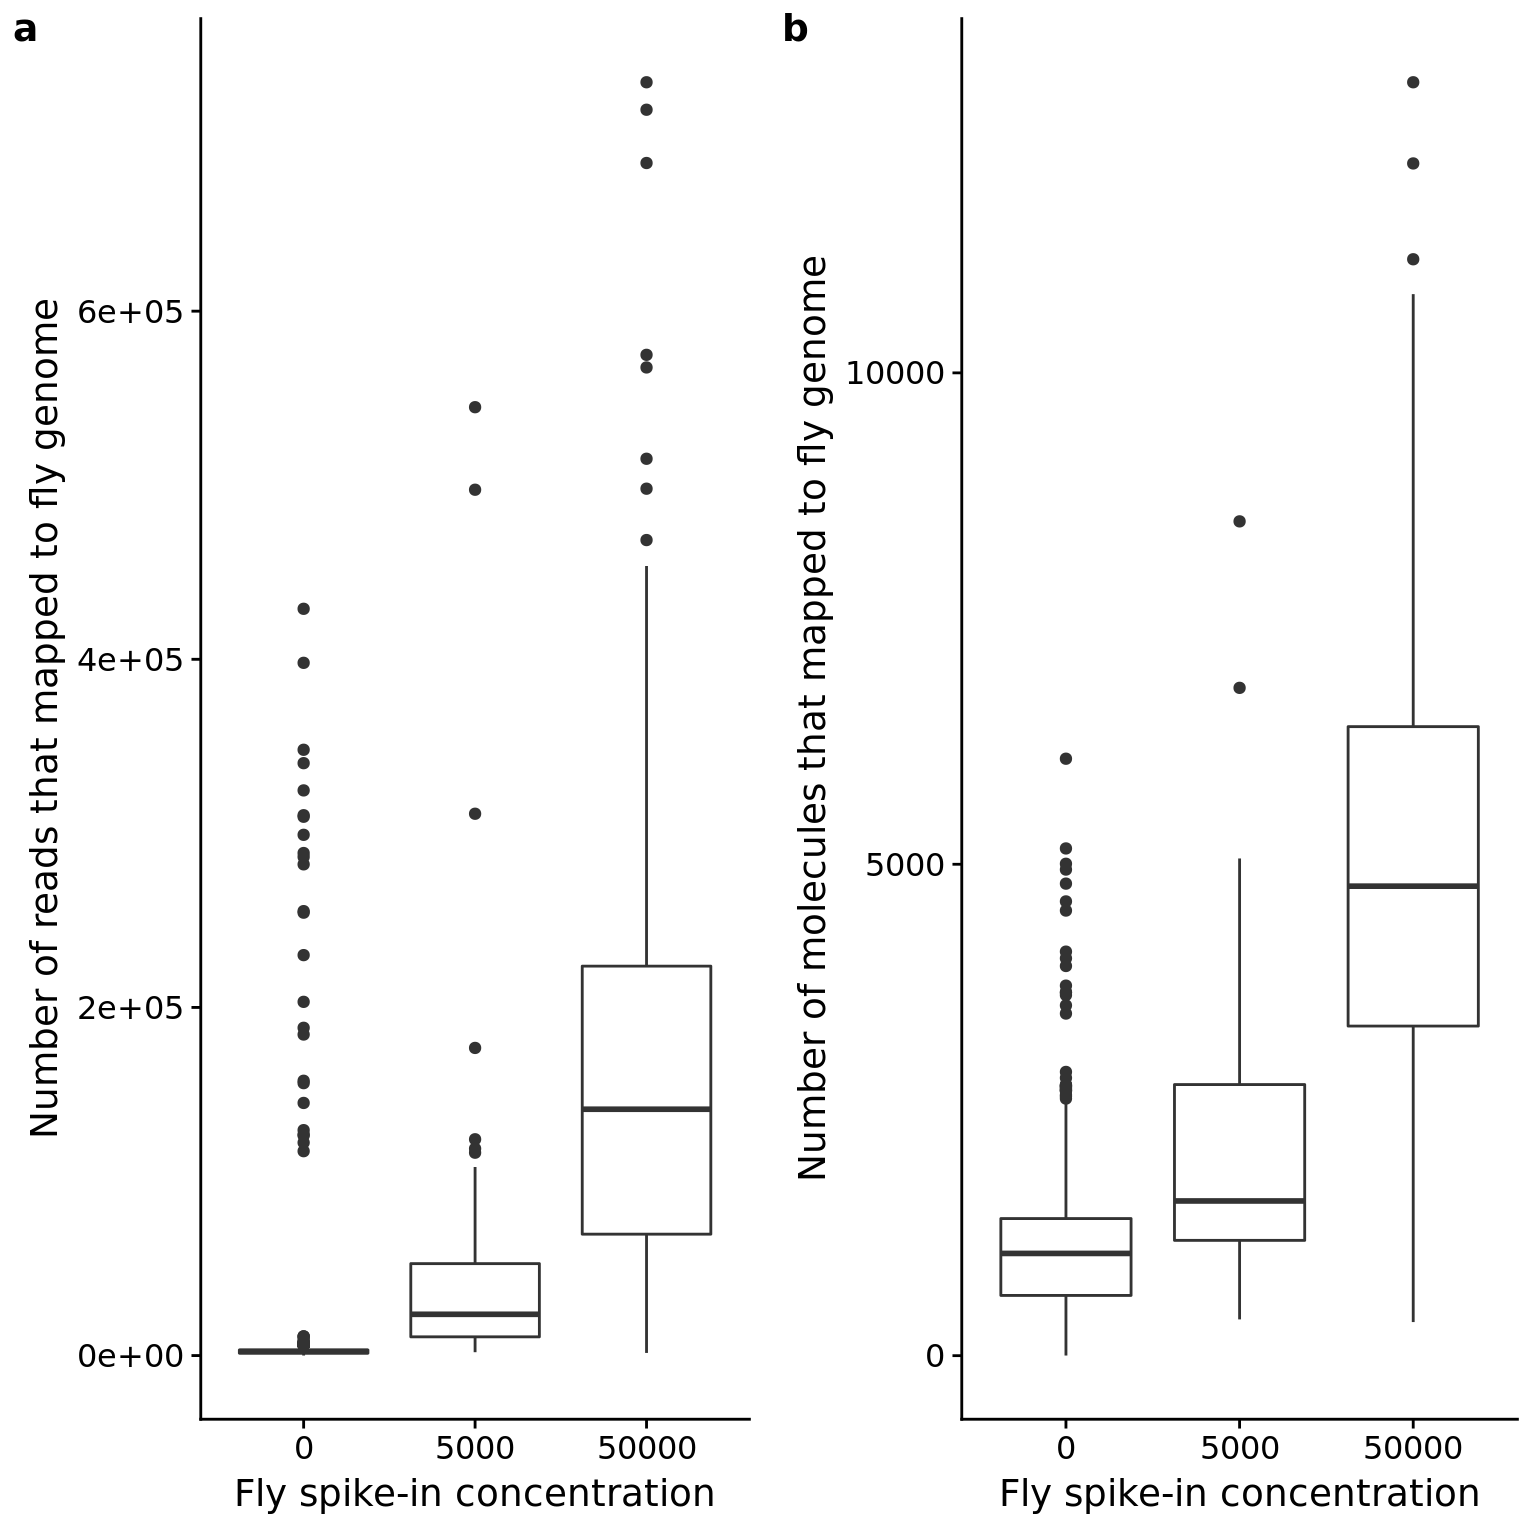 a
Number of reads that mapped to fly genome
6e+05
4e+05
2e+05
0e+00
0 5000 50000
Fly spike-in concentration
b
Number of molecules that mapped to fly genome
10000
5000
0
0 5000 50000
Fly spike-in concentration